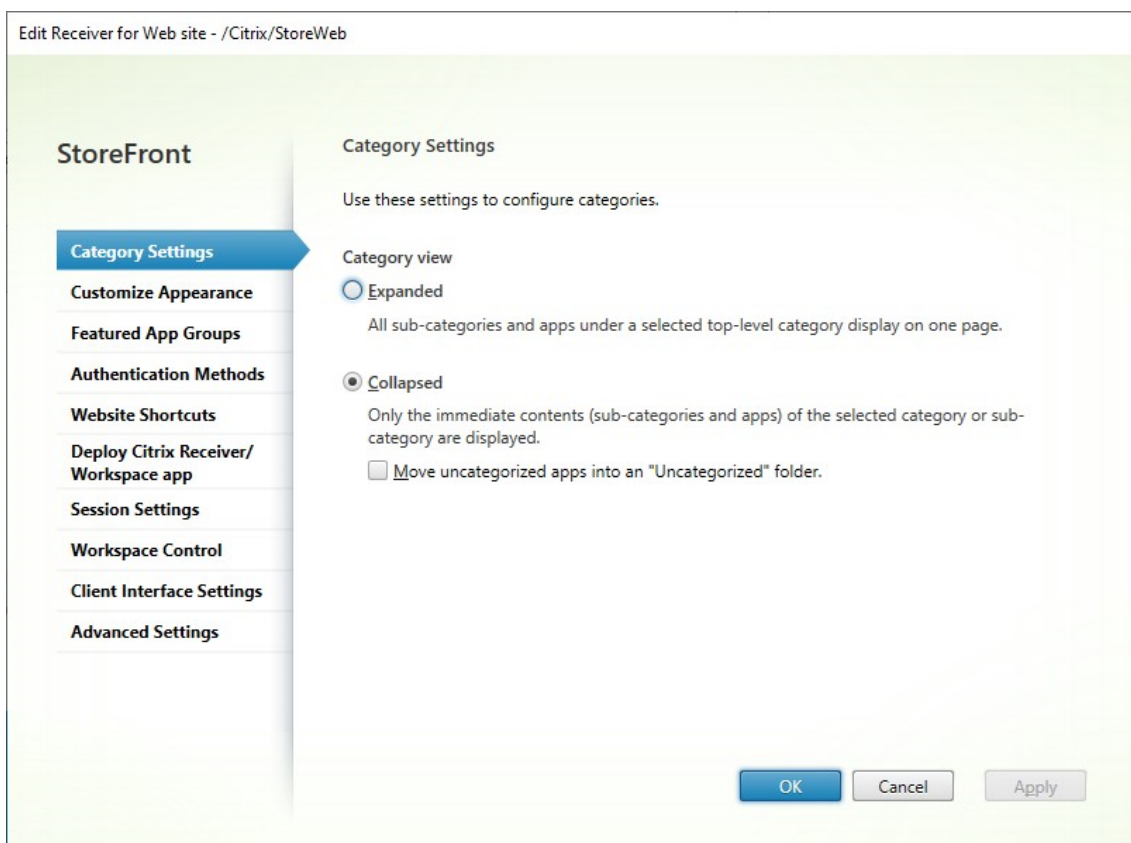 Edit Receiver for Web site - /Citrix/StoreWeb
StoreFront
Category Settings
Customize Appearance
Featured App Groups
Authentication Methods
Website Shortcuts
Deploy Citrix Receiver/
Workspace app
Session Settings
Workspace Control
Client Interface Settings
Advanced Settings
Category Settings
Use these settings to configure categories.
Category view
Expanded
All sub-categories and apps under a selected top-level category display on one page.
Collapsed
Only the immediate contents (sub-categories and apps) of the selected category or sub-
category are displayed.
Move uncategorized apps into an "Uncategorized" folder.
OK
Cancel
Apply